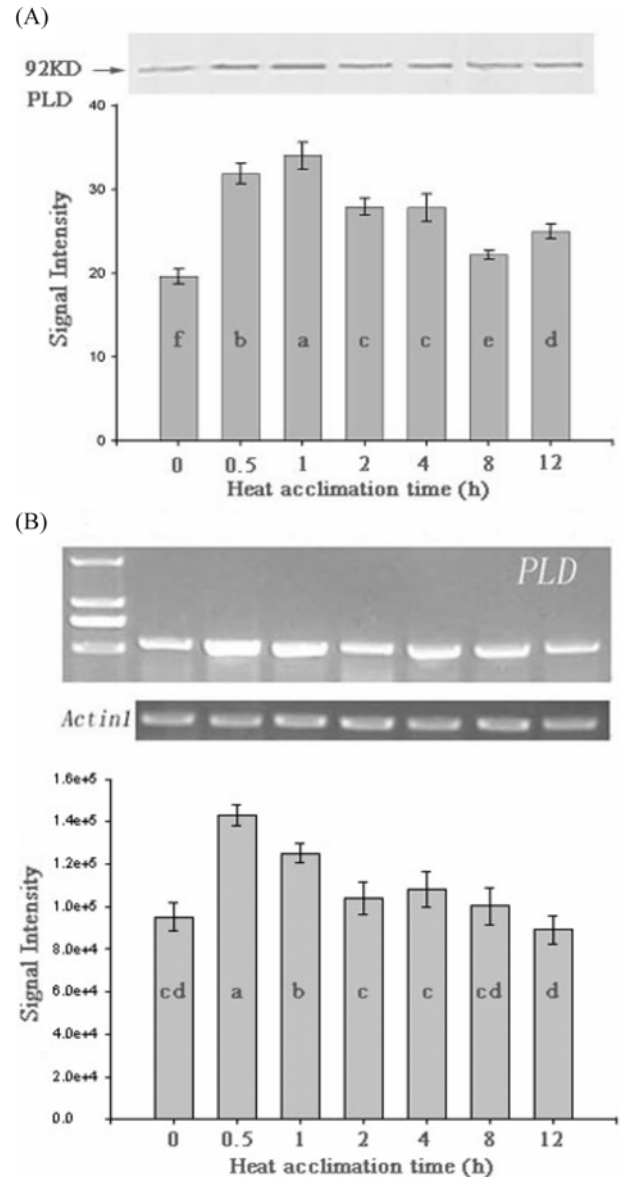 (A)
92KD
PLD
40
30
20
10
0
Signal Intensity
f b a c c e d
0 0.5 1 2 4 8 12
Heat acclimation time (h)
(B)
PLD
Actin1
1.6e+5
1.4e+5
1.2e+5
1.0e+5
8.0e+4
6.0e+4
4.0e+4
2.0e+4
0.0
Signal Intensity
cd a b c c cd d
0 0.5 1 2 4 8 12
Heat acclimation time (h)